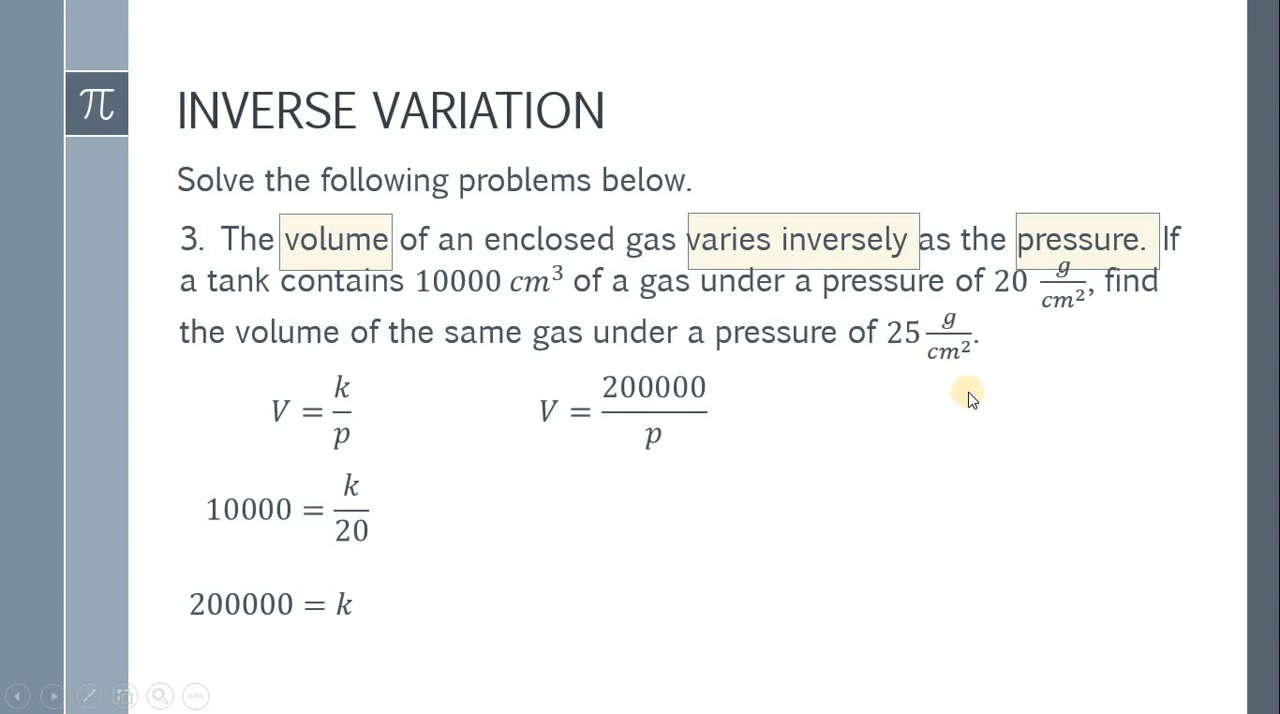 π
INVERSE VARIATION
Solve the following problems below.
3. The volume of an enclosed gas varies inversely as the pressure. If
a tank contains 10000 cm³ of a gas under a pressure of 20 g/cm², find
the volume of the same gas under a pressure of 25 g/cm².
V = k/p
V = 200000/p
10000 = k/20
200000 = k